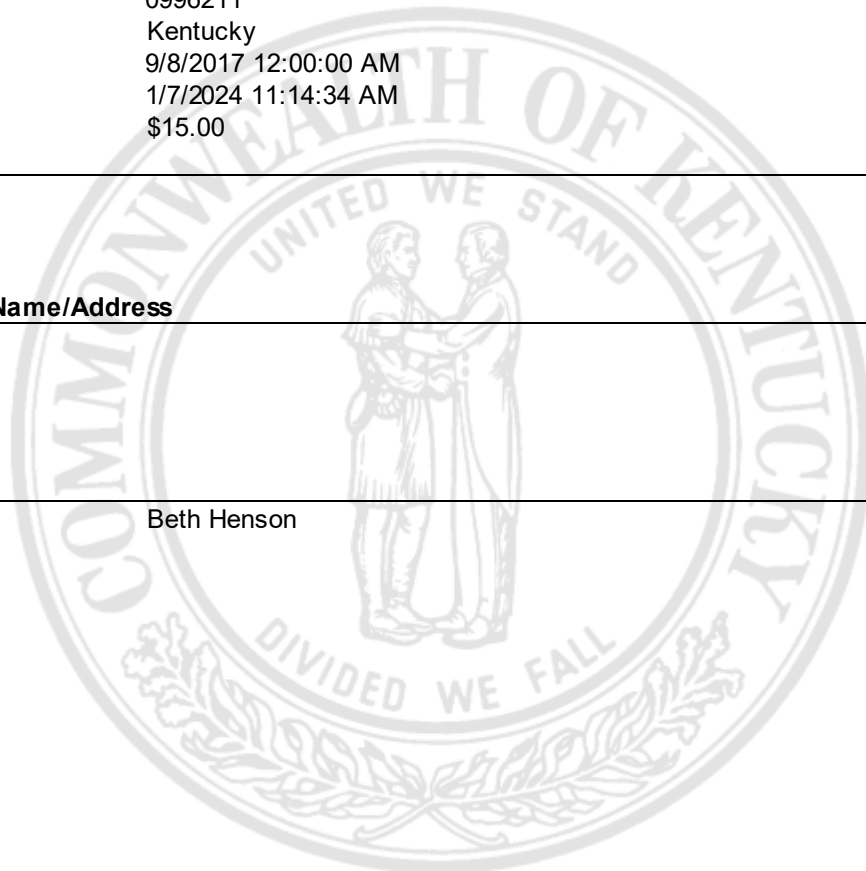 0996211
Kentucky
9/8/2017 12:00:00 AM
1/7/2024 11:14:34 AM
$15.00
COMMONWEALTH OF KENTUCKY
UNITED WE STAND
Name/Address
Beth Henson
DIVIDED WE FALL